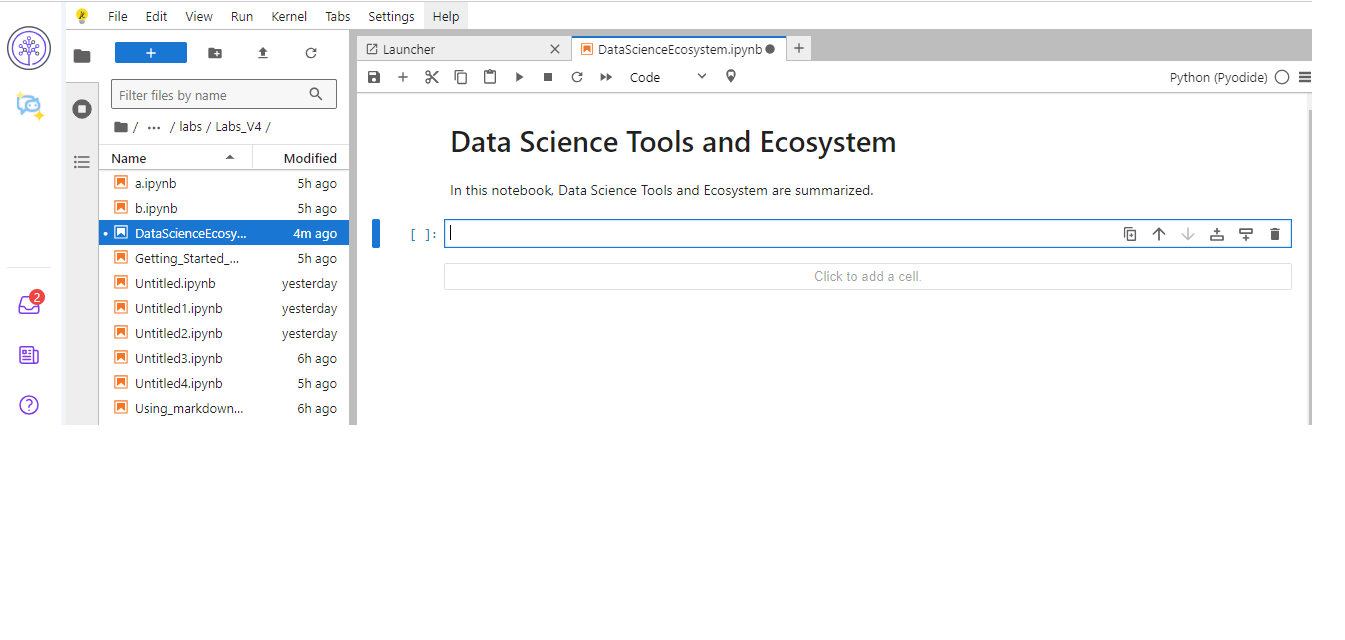 File Edit View Run Kernel Tabs Settings Help
Launcher
DataScienceEcosystem.ipynb
Code
Python (Pyodide)
Filter files by name
/ ... / labs / Labs_V4 /
Name Modified
a.ipynb 5h ago
b.ipynb 5h ago
DataScienceEcosy... 4m ago
Getting_Started_... 5h ago
Untitled.ipynb yesterday
Untitled1.ipynb yesterday
Untitled2.ipynb yesterday
Untitled3.ipynb 6h ago
Untitled4.ipynb 5h ago
Using_markdown... 6h ago
2
Data Science Tools and Ecosystem
In this notebook, Data Science Tools and Ecosystem are summarized.
[ ]:
Click to add a cell.